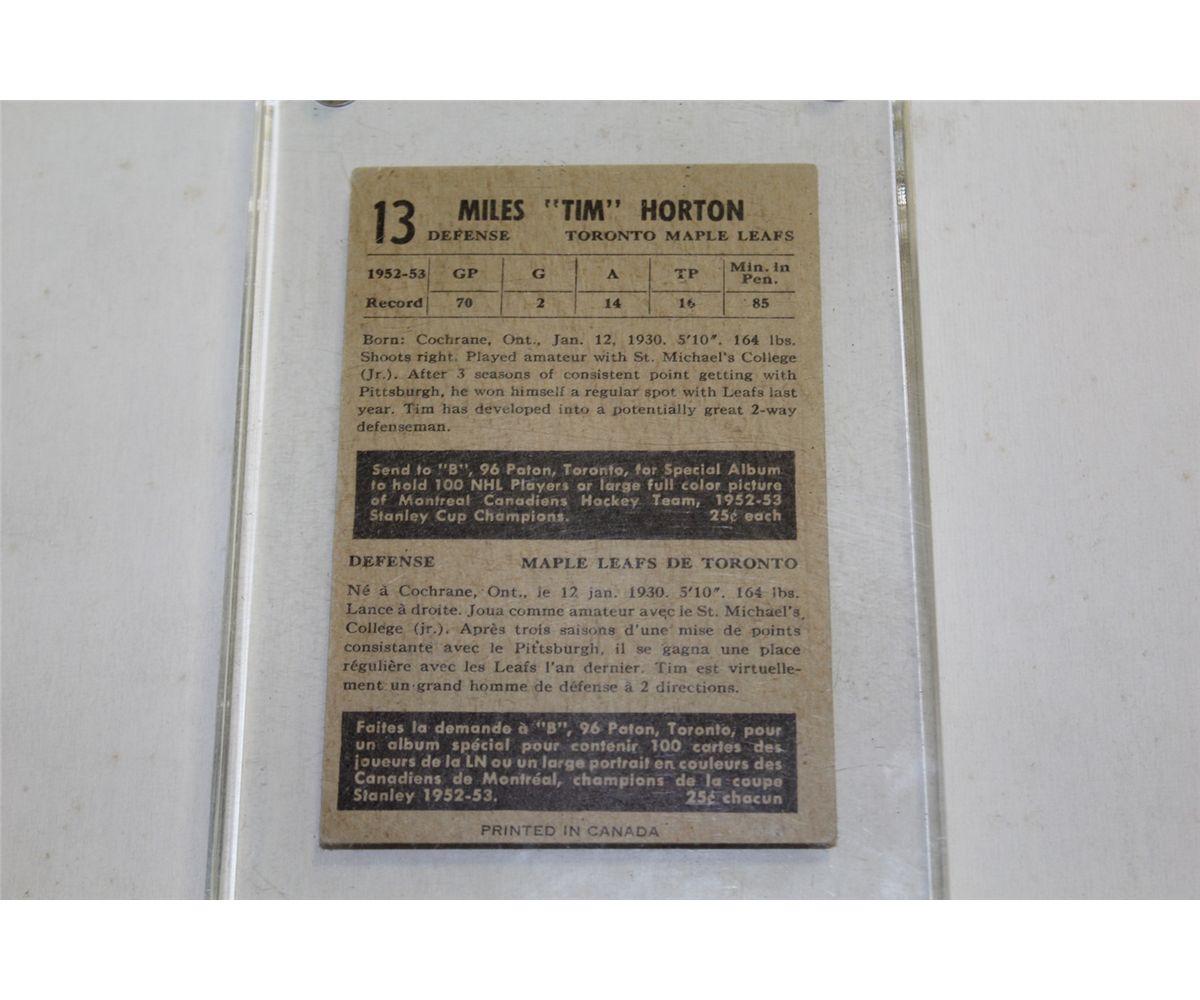 13 MILES "TIM" HORTON
DEFENSE TORONTO MAPLE LEAFS
1952-53 GP G A TP Min. in Pen.
Record 70 2 14 16 85
Born: Cochrane, Ont., Jan. 12, 1930. 5'10". 164 lbs.
Shoots right. Played amateur with St. Michael's College
(Jr.). After 3 seasons of consistent point getting with
Pittsburgh, he won himself a regular spot with Leafs last
year. Tim has developed into a potentially great 2-way
defenseman.
Send to "B", 96 Paton, Toronto, for Special Album
to hold 100 NHL Players or large full color picture
of Montreal Canadiens Hockey Team, 1952-53
Stanley Cup Champions. 25¢ each
DEFENSE MAPLE LEAFS DE TORONTO
Né à Cochrane, Ont., le 12 jan. 1930. 5'10". 164 lbs.
Lance à droite. Joua comme amateur avec le St. Michael's
College (jr.). Après trois saisons d'une mise de points
consistante avec le Pittsburgh, il se gagna une place
régulière avec les Leafs l'an dernier. Tim est virtuelle-
ment un grand homme de défense à 2 directions.
Faites la demande à "B", 96 Paton, Toronto, pour
un album spécial pour contenir 100 cartes des
joueurs de la LN ou un large portrait en couleurs des
Canadiens de Montréal, champions de la coupe
Stanley 1952-53. 25¢ chacun
PRINTED IN CANADA